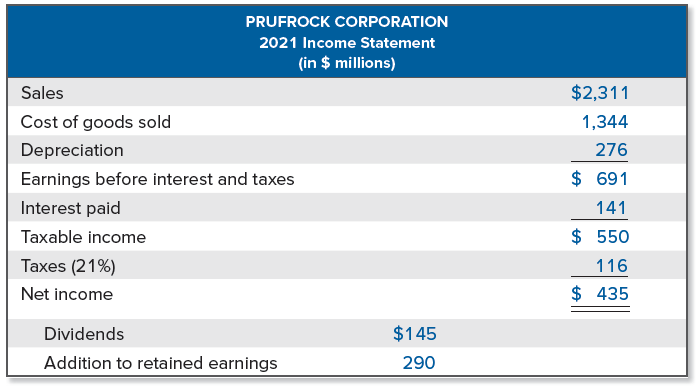 PRUFROCK CORPORATION
2021 Income Statement
(in $ millions)
Sales $2,311
Cost of goods sold 1,344
Depreciation 276
Earnings before interest and taxes $ 691
Interest paid 141
Taxable income $ 550
Taxes (21%) 116
Net income $ 435
Dividends $145
Addition to retained earnings 290